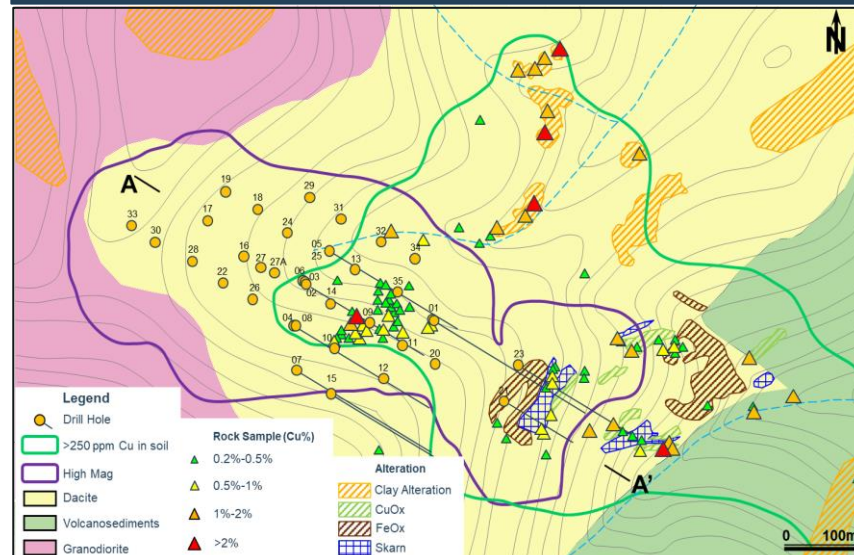 N
A
19
29
18
31
33
17
24
32
30
05
25
34
28
16
27
27A
13
06
03
22
02
35
26
14
04
08
09
01
10
11
07
20
23
12
15
A'
Legend
Drill Hole
>250 ppm Cu in soil
High Mag
Dacite
Volcanosediments
Granodiorite
Rock Sample (Cu%)
0.2%-0.5%
0.5%-1%
1%-2%
>2%
Alteration
Clay Alteration
CuOx
FeOx
Skarn
0 100m